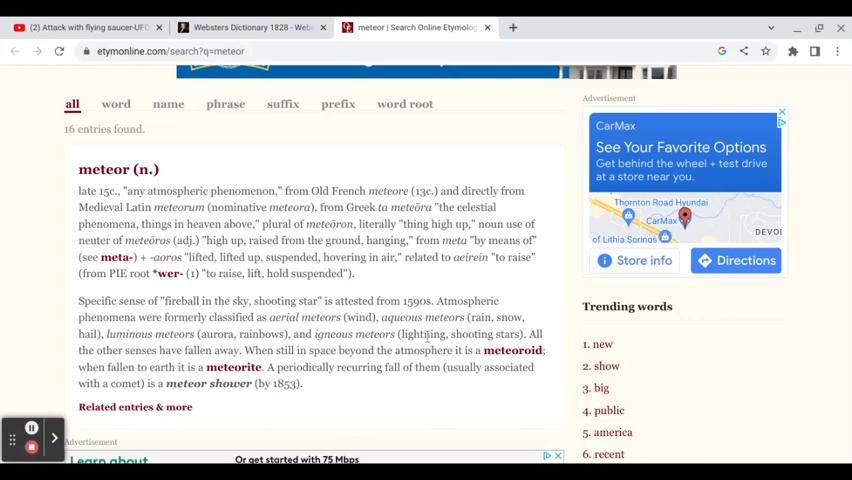 (2) Attack with flying saucer-UFO
Websters Dictionary 1828 - Web
meteor | Search Online Etymolog
etymonline.com/search?q=meteor
all word name phrase suffix prefix word root
16 entries found.
meteor (n.)
late 15c., "any atmospheric phenomenon," from Old French meteore (13c.) and directly from
Medieval Latin meteorum (nominative meteora), from Greek ta meteōra "the celestial
phenomena, things in heaven above," plural of meteōron, literally "thing high up," noun use of
neuter of meteōros (adj.) "high up, raised from the ground, hanging," from meta "by means of"
(see meta-) + -aoros "lifted, lifted up, suspended, hovering in air," related to aeirein "to raise"
(from PIE root *wer- (1) "to raise, lift, hold suspended").
Specific sense of "fireball in the sky, shooting star" is attested from 1590s. Atmospheric
phenomena were formerly classified as aerial meteors (wind), aqueous meteors (rain, snow,
hail), luminous meteors (aurora, rainbows), and igneous meteors (lightning, shooting stars). All
the other senses have fallen away. When still in space beyond the atmosphere it is a meteoroid;
when fallen to earth it is a meteorite. A periodically recurring fall of them (usually associated
with a comet) is a meteor shower (by 1853).
Related entries & more
Advertisement
Learn about
Or get started with 75 Mbps
Advertisement
CarMax
See Your Favorite Options
Get behind the wheel + test drive
at a store near you.
Thornton Road Hyundai
CarMax
of Lithia Springs
DEVO
Store info
Directions
Trending words
1. new
2. show
3. big
4. public
5. america
6. recent